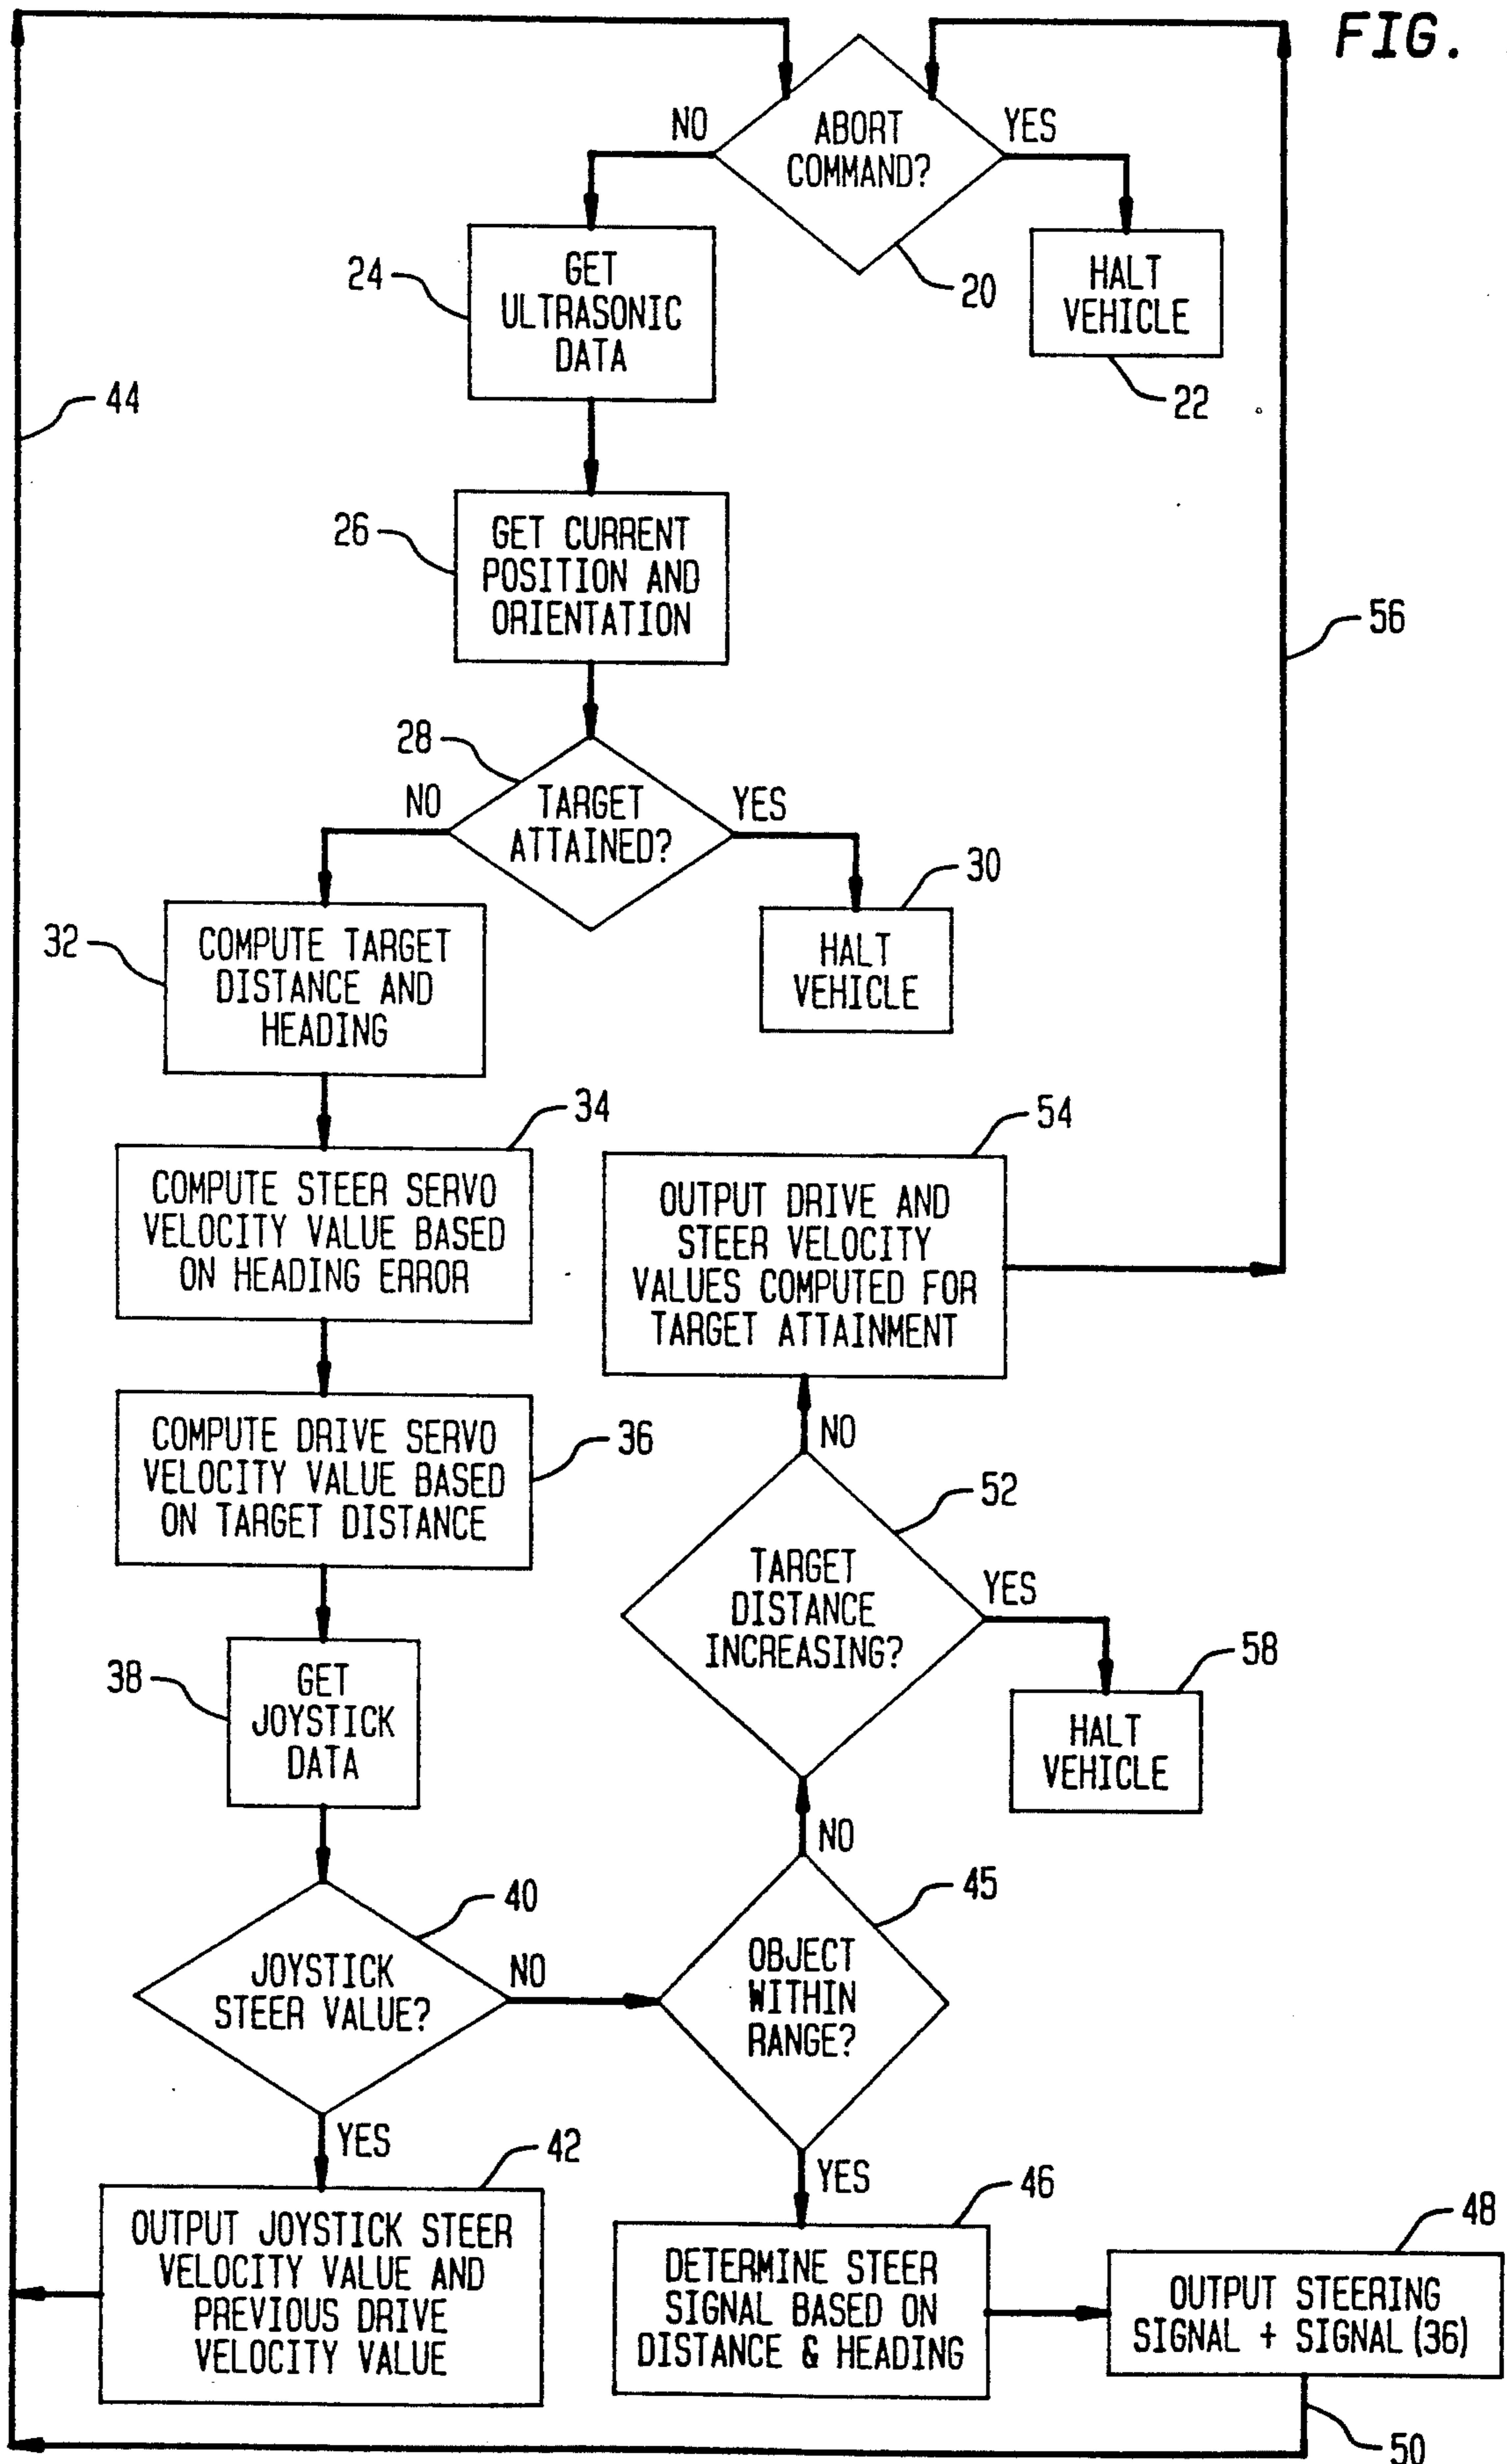 FIG.
ABORT
COMMAND?
NO
YES
20
HALT
VEHICLE
22
24
GET
ULTRASONIC
DATA
44
26
GET CURRENT
POSITION AND
ORIENTATION
56
28
TARGET
ATTAINED?
NO
YES
30
HALT
VEHICLE
32
COMPUTE TARGET
DISTANCE AND
HEADING
34
COMPUTE STEER SERVO
VELOCITY VALUE BASED
ON HEADING ERROR
54
OUTPUT DRIVE AND
STEER VELOCITY
VALUES COMPUTED FOR
TARGET ATTAINMENT
36
COMPUTE DRIVE SERVO
VELOCITY VALUE BASED
ON TARGET DISTANCE
NO
52
TARGET
DISTANCE
INCREASING?
YES
58
HALT
VEHICLE
38
GET
JOYSTICK
DATA
NO
40
JOYSTICK
STEER VALUE?
NO
45
OBJECT
WITHIN
RANGE?
YES
42
OUTPUT JOYSTICK STEER
VELOCITY VALUE AND
PREVIOUS DRIVE
VELOCITY VALUE
YES
46
DETERMINE STEER
SIGNAL BASED ON
DISTANCE & HEADING
48
OUTPUT STEERING
SIGNAL + SIGNAL (36)
50